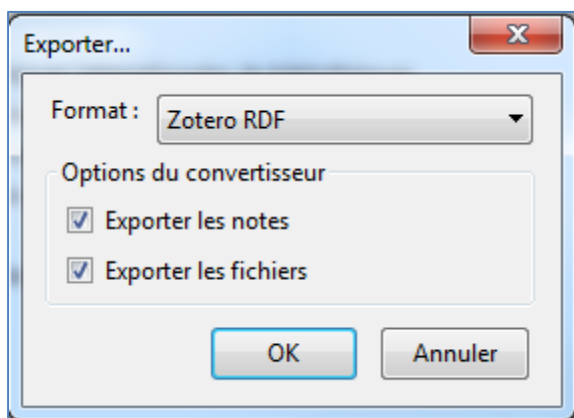 Exporter...
Format : Zotero RDF
Options du convertisseur
Exporter les notes
Exporter les fichiers
OK Annuler